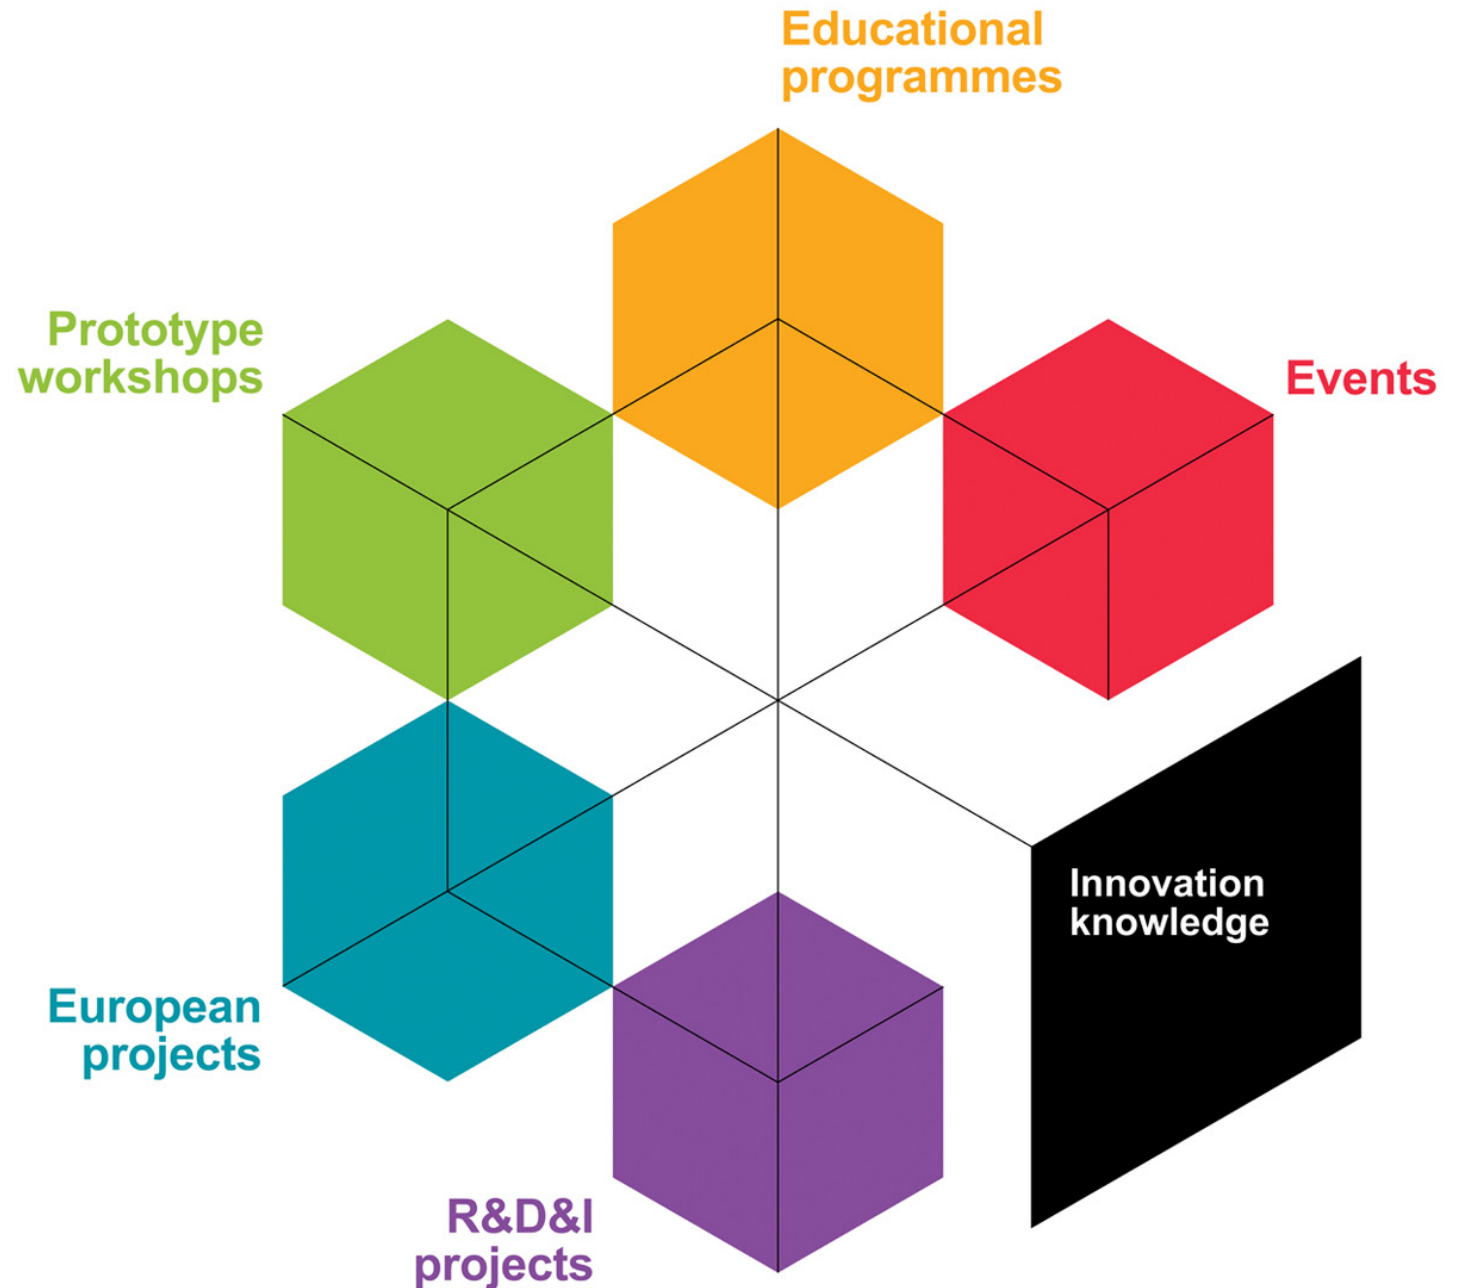 Educational
programmes
Prototype
workshops
Events
Innovation
knowledge
European
projects
R&D&I
projects